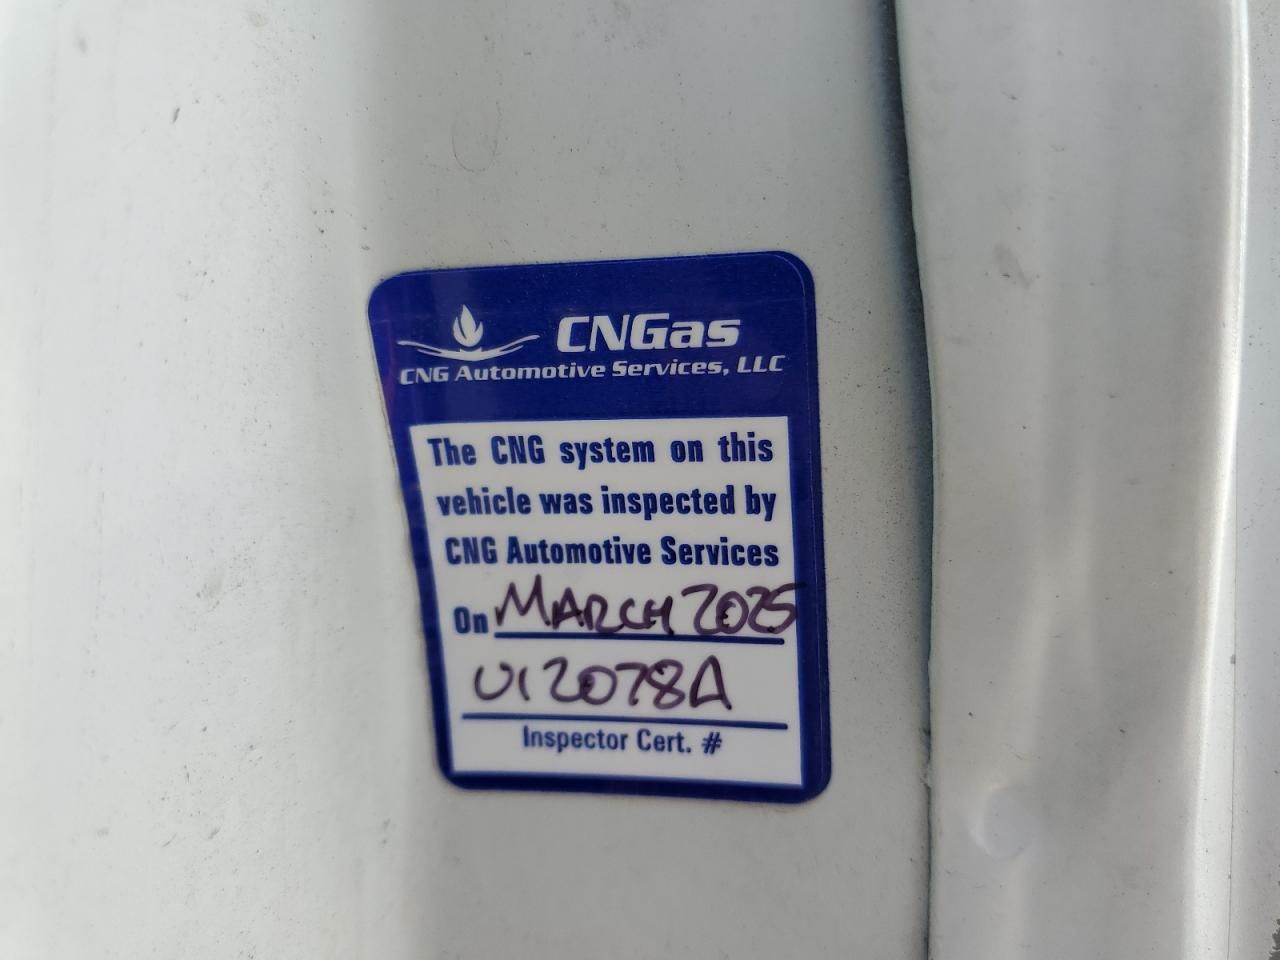 CNGas
CNG Automotive Services, LLC
The CNG system on this
vehicle was inspected by
CNG Automotive Services
On MARCH 2025
U12078A
Inspector Cert. #